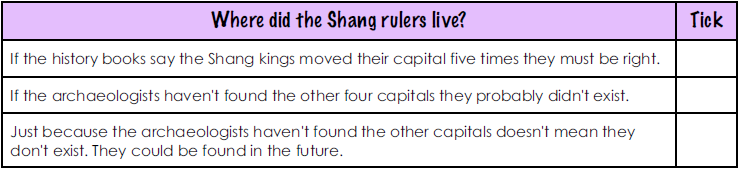 Where did the Shang rulers live? Tick
If the history books say the Shang kings moved their capital five times they must be right.
If the archaeologists haven't found the other four capitals they probably didn't exist.
Just because the archaeologists haven't found the other capitals doesn't mean they
don't exist. They could be found in the future.